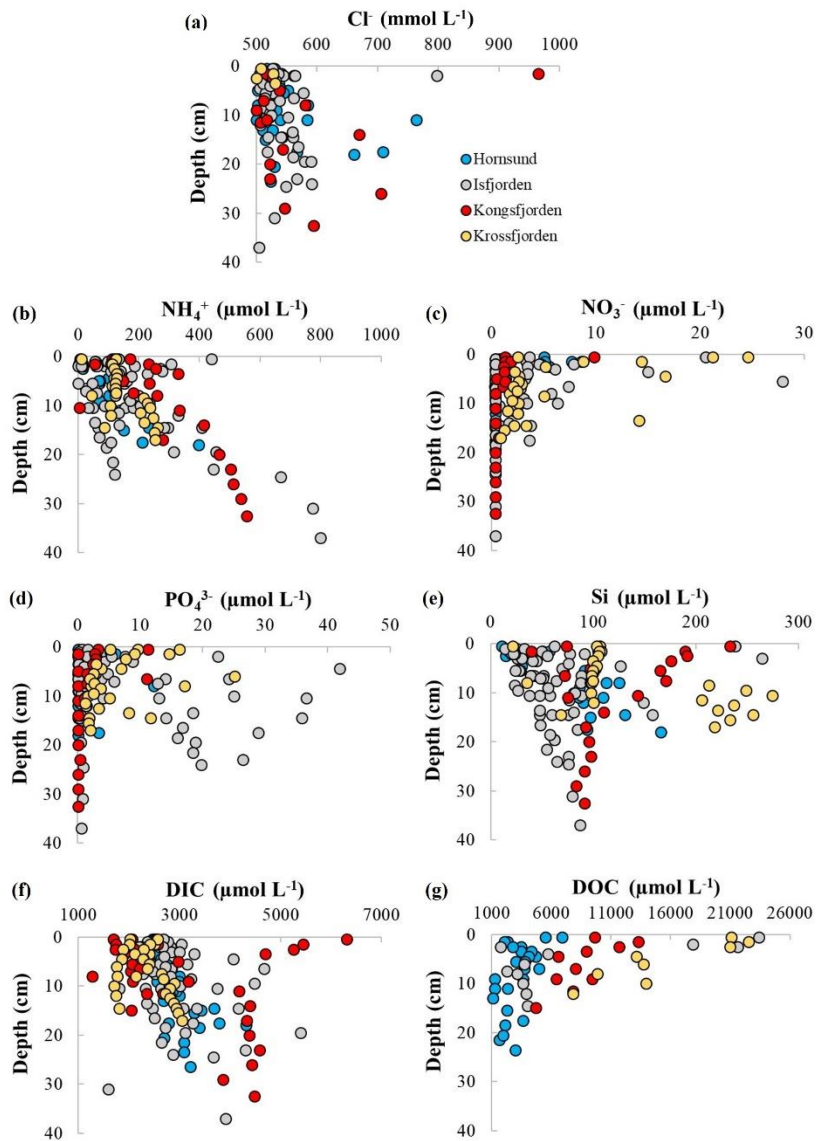 (a)
Cl⁻ (mmol L⁻¹)
500 600 700 800 900 1000
0
10
20
30
40
Depth (cm)
Hornsund
Isfjorden
Kongsfjorden
Krossfjorden
(b) NH₄⁺ (µmol L⁻¹)
0 200 400 600 800 1000
0
10
20
30
40
Depth (cm)
(c) NO₃⁻ (µmol L⁻¹)
0 10 20 30
0
10
20
30
40
Depth (cm)
(d) PO₄³⁻ (µmol L⁻¹)
0 10 20 30 40 50
0
10
20
30
40
Depth (cm)
(e) Si (µmol L⁻¹)
0 100 200 300
0
10
20
30
40
Depth (cm)
(f) DIC (µmol L⁻¹)
1000 3000 5000 7000
0
10
20
30
40
Depth (cm)
(g) DOC (µmol L⁻¹)
1000 6000 11000 16000 21000 26000
0
10
20
30
40
Depth (cm)